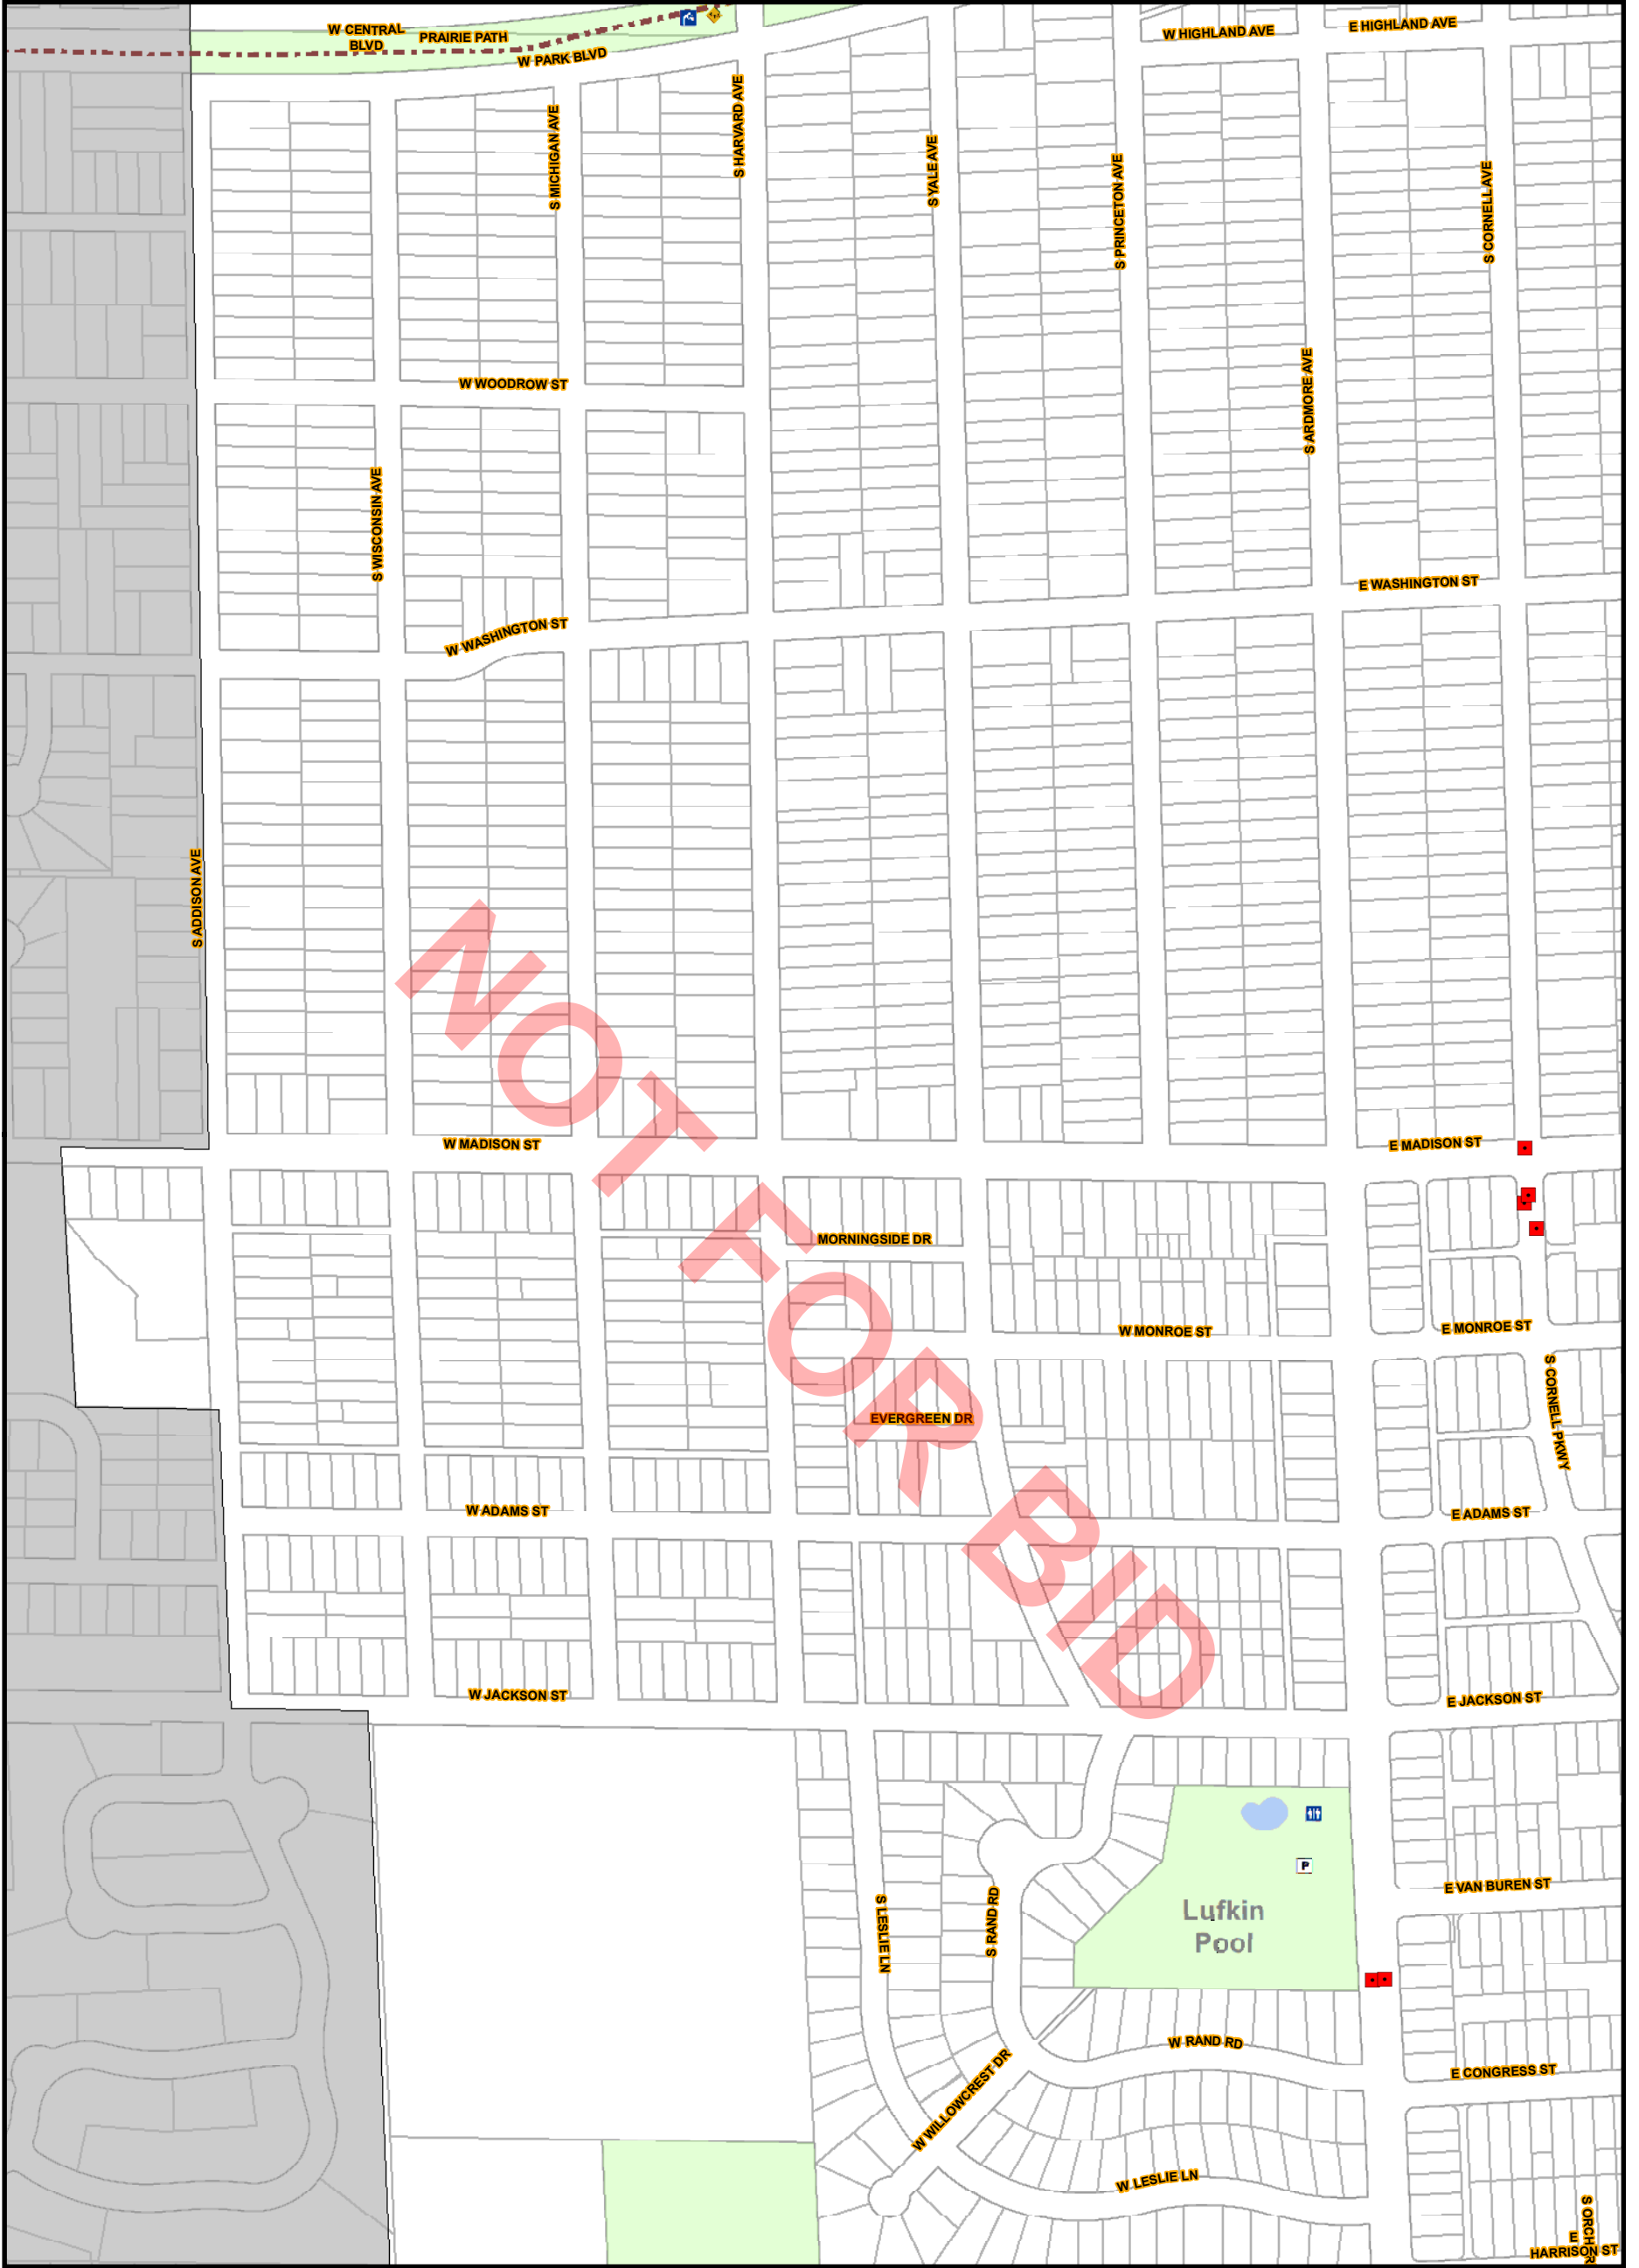 W CENTRAL
BLVD
PRAIRIE PATH
W PARK BLVD
W HIGHLAND AVE
E HIGHLAND AVE
S MICHIGAN AVE
S HARVARD AVE
S YALE AVE
S PRINCETON AVE
S CORNELL AVE
W WOODROW ST
S ARDMORE AVE
S WISCONSIN AVE
E WASHINGTON ST
W WASHINGTON ST
S ADDISON AVE
NOT FOR BID
W MADISON ST
E MADISON ST
MORNINGSIDE DR
W MONROE ST
E MONROE ST
S CORNELL PKWY
EVERGREEN DR
W ADAMS ST
E ADAMS ST
W JACKSON ST
E JACKSON ST
P
E VAN BUREN ST
S LESLIE LN
S RAND RD
Lufkin
Pool
W RAND RD
E CONGRESS ST
W WILLOWCREST DR
W LESLIE LN
E
HARRISON ST